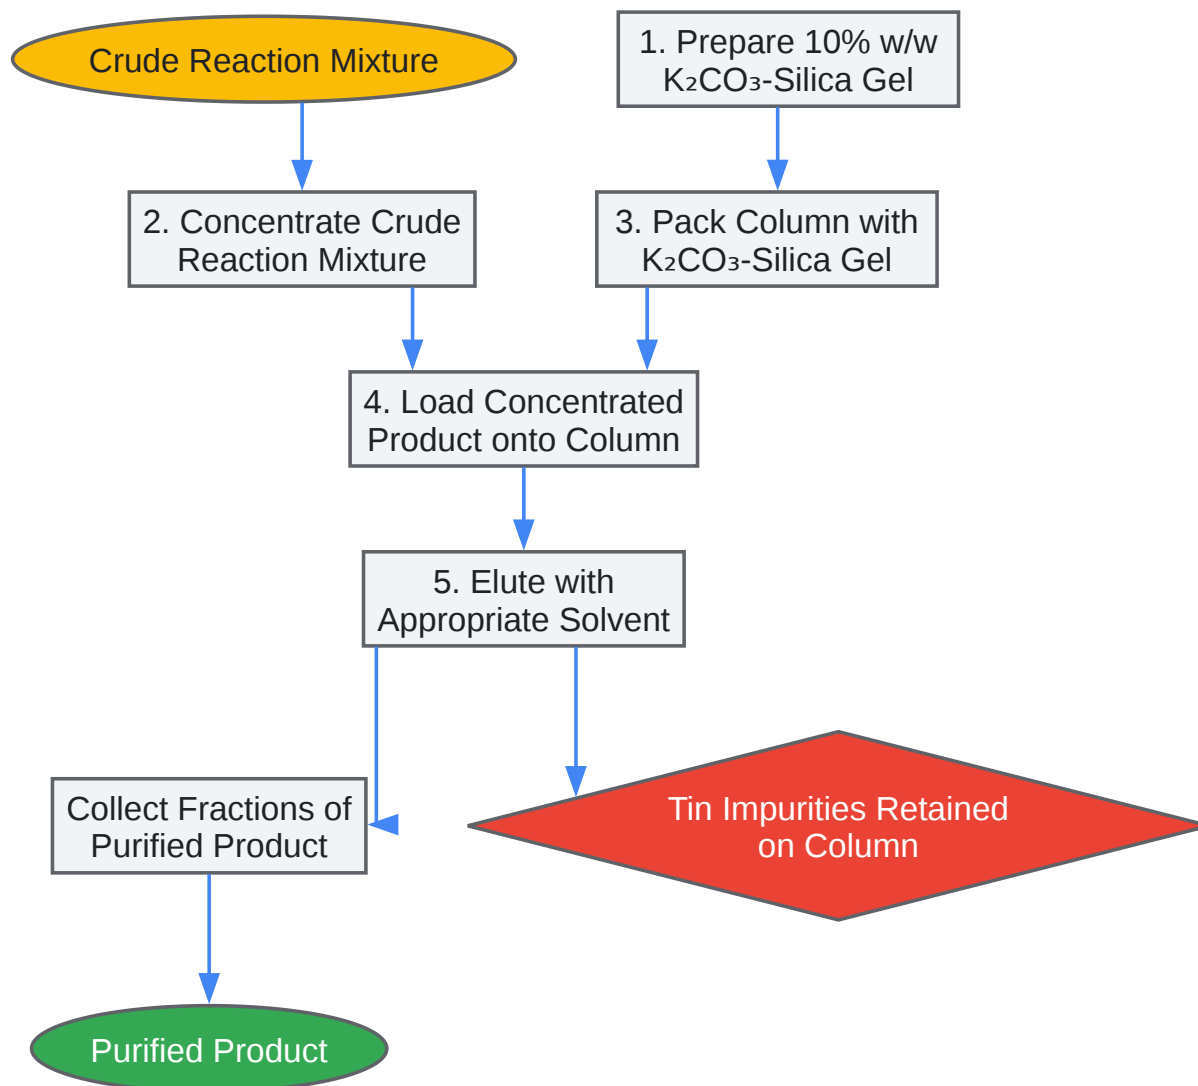 Crude Reaction Mixture
1. Prepare 10% w/w
K₂CO₃-Silica Gel
2. Concentrate Crude
Reaction Mixture
3. Pack Column with
K₂CO₃-Silica Gel
4. Load Concentrated
Product onto Column
5. Elute with
Appropriate Solvent
Collect Fractions of
Purified Product
Tin Impurities Retained
on Column
Purified Product